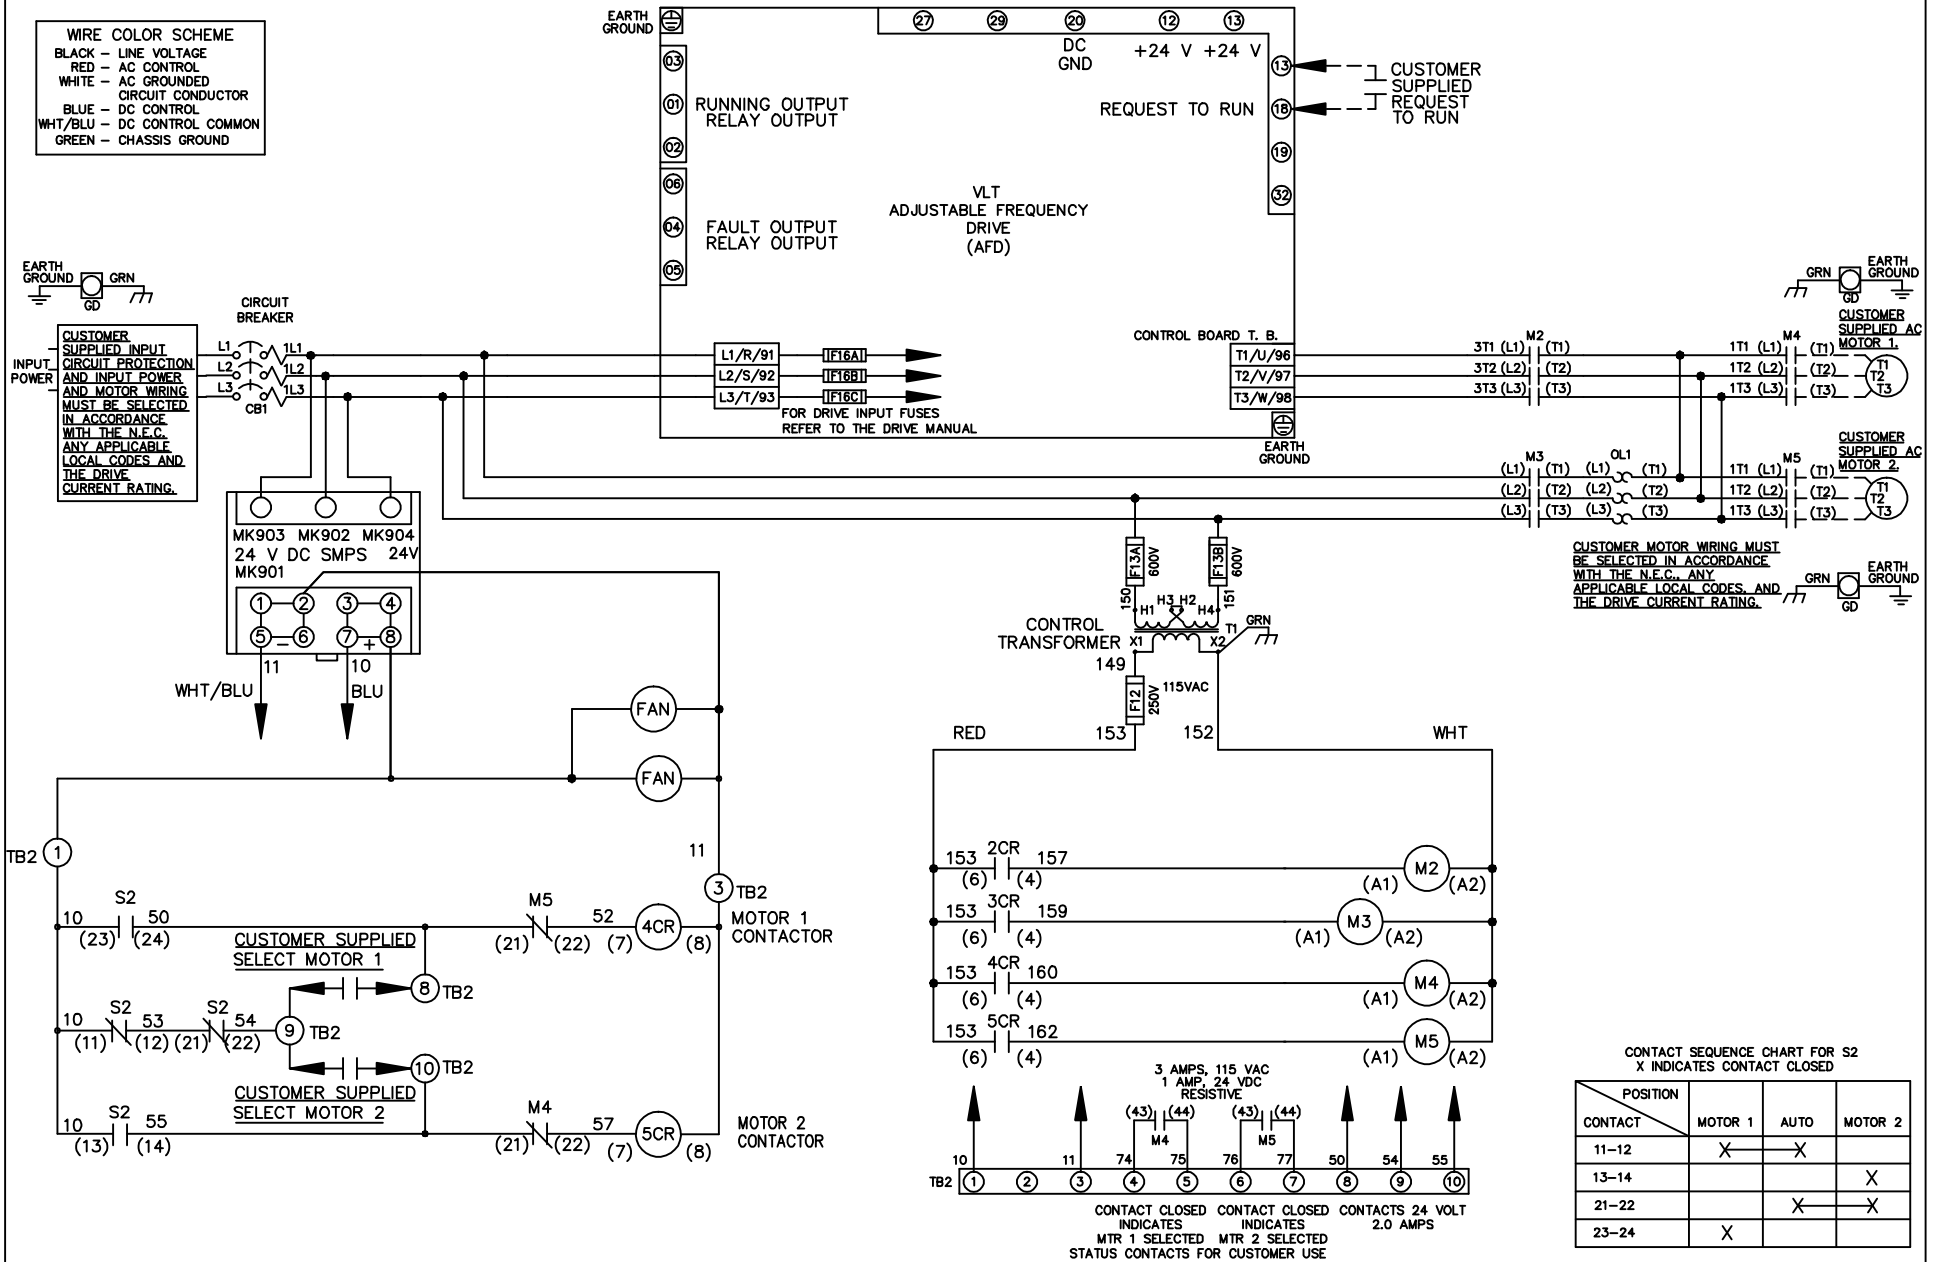 WIRE COLOR SCHEME
BLACK – LINE VOLTAGE
RED – AC CONTROL
WHITE – AC GROUNDED
CIRCUIT CONDUCTOR
BLUE – DC CONTROL
WHT/BLU – DC CONTROL COMMON
GREEN – CHASSIS GROUND
EARTH
GROUND
03
01
02
RUNNING OUTPUT
RELAY OUTPUT
06
04
05
FAULT OUTPUT
RELAY OUTPUT
27 29 20 12 13
DC
GND
+24 V +24 V
13
18
19
32
REQUEST TO RUN
CUSTOMER
SUPPLIED
REQUEST
TO RUN
VLT
ADJUSTABLE FREQUENCY
DRIVE
(AFD)
EARTH
GROUND
GRN
GD
INPUT
POWER
CUSTOMER
SUPPLIED INPUT
CIRCUIT PROTECTION
AND INPUT POWER
AND MOTOR WIRING
MUST BE SELECTED
IN ACCORDANCE
WITH THE N.E.C.
ANY APPLICABLE
LOCAL CODES AND
THE DRIVE
CURRENT RATING.
CIRCUIT
BREAKER
L1 1L1
L2 1L2
L3 1L3
CB1
L1/R/91 F16A
L2/S/92 F16B
L3/T/93 F16C
FOR DRIVE INPUT FUSES
REFER TO THE DRIVE MANUAL
CONTROL BOARD T. B.
T1/U/96
T2/V/97
T3/W/98
EARTH
GROUND
M2
3T1 (L1) (T1)
3T2 (L2) (T2)
3T3 (L3) (T3)
M4
1T1 (L1) (T1)
1T2 (L2) (T2)
1T3 (L3) (T3)
GRN
EARTH
GROUND
GD
CUSTOMER
SUPPLIED AC
MOTOR 1.
T1
T2
T3
M3 OL1
(L1) (T1) (L1) (T1)
(L2) (T2) (L2) (T2)
(L3) (T3) (L3) (T3)
M5
1T1 (L1) (T1)
1T2 (L2) (T2)
1T3 (L3) (T3)
CUSTOMER
SUPPLIED AC
MOTOR 2.
T1
T2
T3
CUSTOMER MOTOR WIRING MUST
BE SELECTED IN ACCORDANCE
WITH THE N.E.C., ANY
APPLICABLE LOCAL CODES, AND
THE DRIVE CURRENT RATING.
GRN
EARTH
GROUND
GD
MK903 MK902 MK904
24 V DC SMPS 24V
MK901
1 2 3 4
5 – 6 7 + 8
11 10
WHT/BLU BLU
FAN
FAN
F13A 600V F13B 600V
150 151
H1 H3 H2 H4
CONTROL
TRANSFORMER
X1 X2 T1 GRN
149
F12 250V 115VAC
153 152
RED WHT
TB2 1
11
3 TB2
S2
10 50
(23) (24)
M5
(21) (22)
52
(7) 4CR (8)
MOTOR 1
CONTACTOR
CUSTOMER SUPPLIED
SELECT MOTOR 1
8 TB2
S2 S2
10 53 54
(11) (12) (21) (22)
9 TB2
10 TB2
CUSTOMER SUPPLIED
SELECT MOTOR 2
S2
10 55
(13) (14)
M4
(21) (22)
57
(7) 5CR (8)
MOTOR 2
CONTACTOR
153 2CR 157
(6) (4)
(A1) M2 (A2)
153 3CR 159
(6) (4)
(A1) M3 (A2)
153 4CR 160
(6) (4)
(A1) M4 (A2)
153 5CR 162
(6) (4)
(A1) M5 (A2)
3 AMPS, 115 VAC
1 AMP, 24 VDC
RESISTIVE
(43) (44) (43) (44)
M4 M5
10 11 74 75 76 77 50 54 55
TB2 1 2 3 4 5 6 7 8 9 10
CONTACT CLOSED
INDICATES
MTR 1 SELECTED
CONTACT CLOSED
INDICATES
MTR 2 SELECTED
STATUS CONTACTS FOR CUSTOMER USE
CONTACTS 24 VOLT
2.0 AMPS
CONTACT SEQUENCE CHART FOR S2
X INDICATES CONTACT CLOSED
POSITION
CONTACT MOTOR 1 AUTO MOTOR 2
11–12 X X
13–14 X
21–22 X X
23–24 X